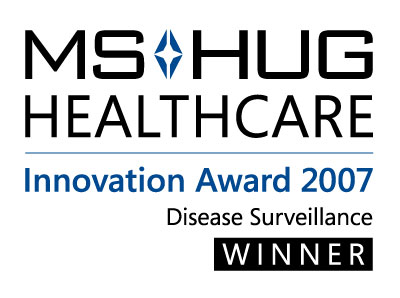 MS HUG
HEALTHCARE
Innovation Award 2007
Disease Surveillance
WINNER